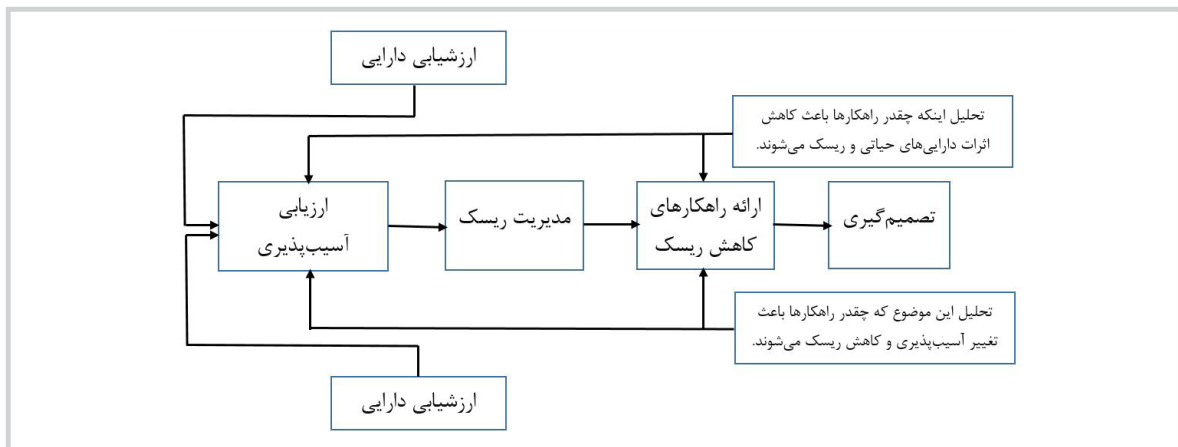 ارزشیابی دارایی
تحلیل اینکه چقدر راهکارها باعث کاهش
اثرات دارایی‌های حیاتی و ریسک می‌شوند.
ارزیابی
آسیب‌پذیری
مدیریت ریسک
ارائه راهکارهای
کاهش ریسک
تصمیم‌گیری
تحلیل این موضوع که چقدر راهکارها باعث
تغییر آسیب‌پذیری و کاهش ریسک می‌شوند.
ارزشیابی دارایی